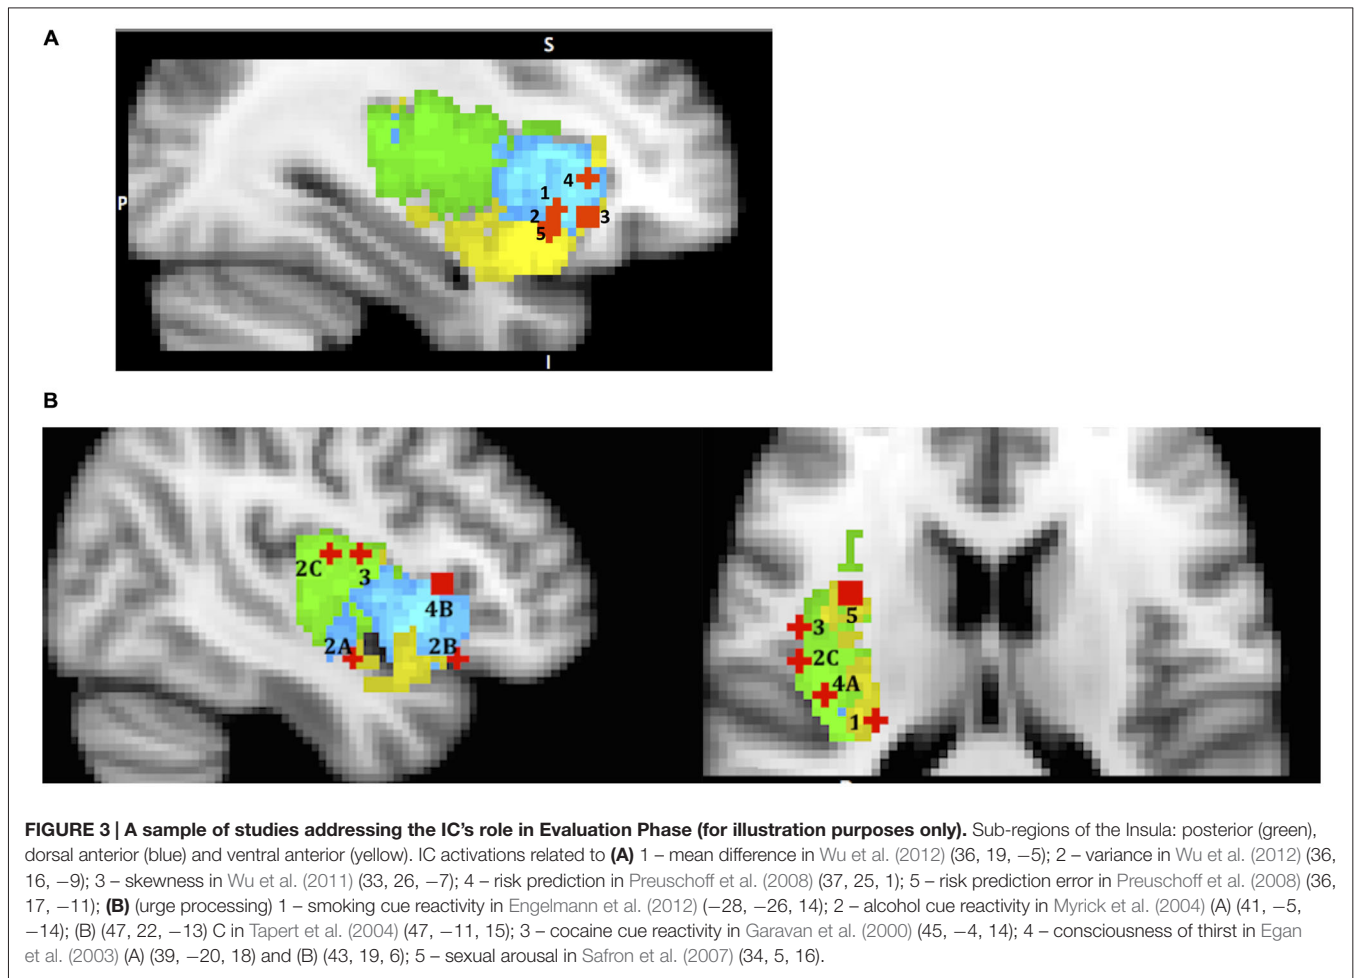 A
S
P
4
1
2
3
5
I
B
2C
3
4B
2A
2B
5
3
2C
4A
1
FIGURE 3 | A sample of studies addressing the IC's role in Evaluation Phase (for illustration purposes only). Sub-regions of the Insula: posterior (green),
dorsal anterior (blue) and ventral anterior (yellow). IC activations related to (A) 1 – mean difference in Wu et al. (2012) (36, 19, −5); 2 – variance in Wu et al. (2012) (36,
16, −9); 3 – skewness in Wu et al. (2011) (33, 26, −7); 4 – risk prediction in Preuschoff et al. (2008) (37, 25, 1); 5 – risk prediction error in Preuschoff et al. (2008) (36,
17, −11); (B) (urge processing) 1 – smoking cue reactivity in Engelmann et al. (2012) (−28, −26, 14); 2 – alcohol cue reactivity in Myrick et al. (2004) (A) (41, −5,
−14); (B) (47, 22, −13) C in Tapert et al. (2004) (47, −11, 15); 3 – cocaine cue reactivity in Garavan et al. (2000) (45, −4, 14); 4 – consciousness of thirst in Egan
et al. (2003) (A) (39, −20, 18) and (B) (43, 19, 6); 5 – sexual arousal in Safron et al. (2007) (34, 5, 16).